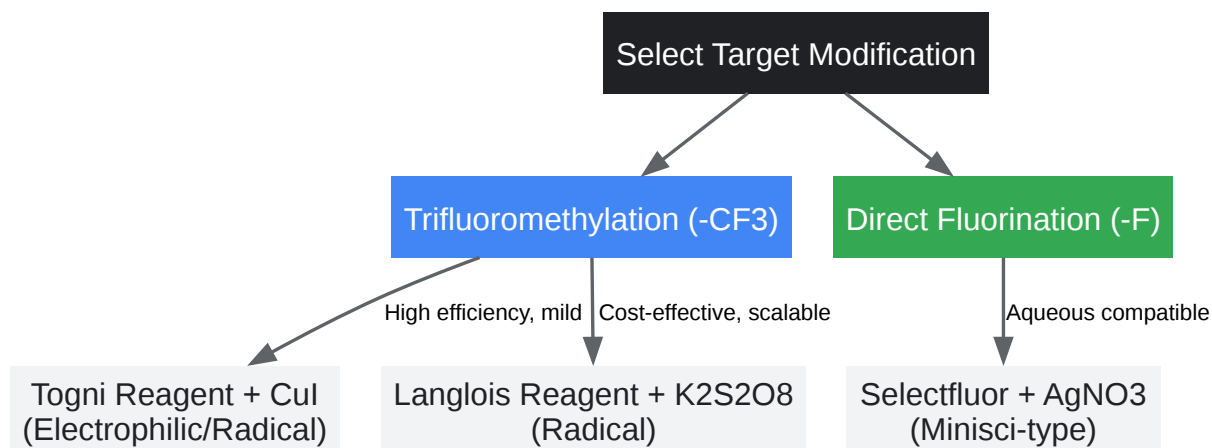 Select Target Modification
Trifluoromethylation (-CF3)
Direct Fluorination (-F)
High efficiency, mild
Cost-effective, scalable
Aqueous compatible
Togni Reagent + CuI
(Electrophilic/Radical)
Langlois Reagent + K2S2O8
(Radical)
Selectfluor + AgNO3
(Minisci-type)